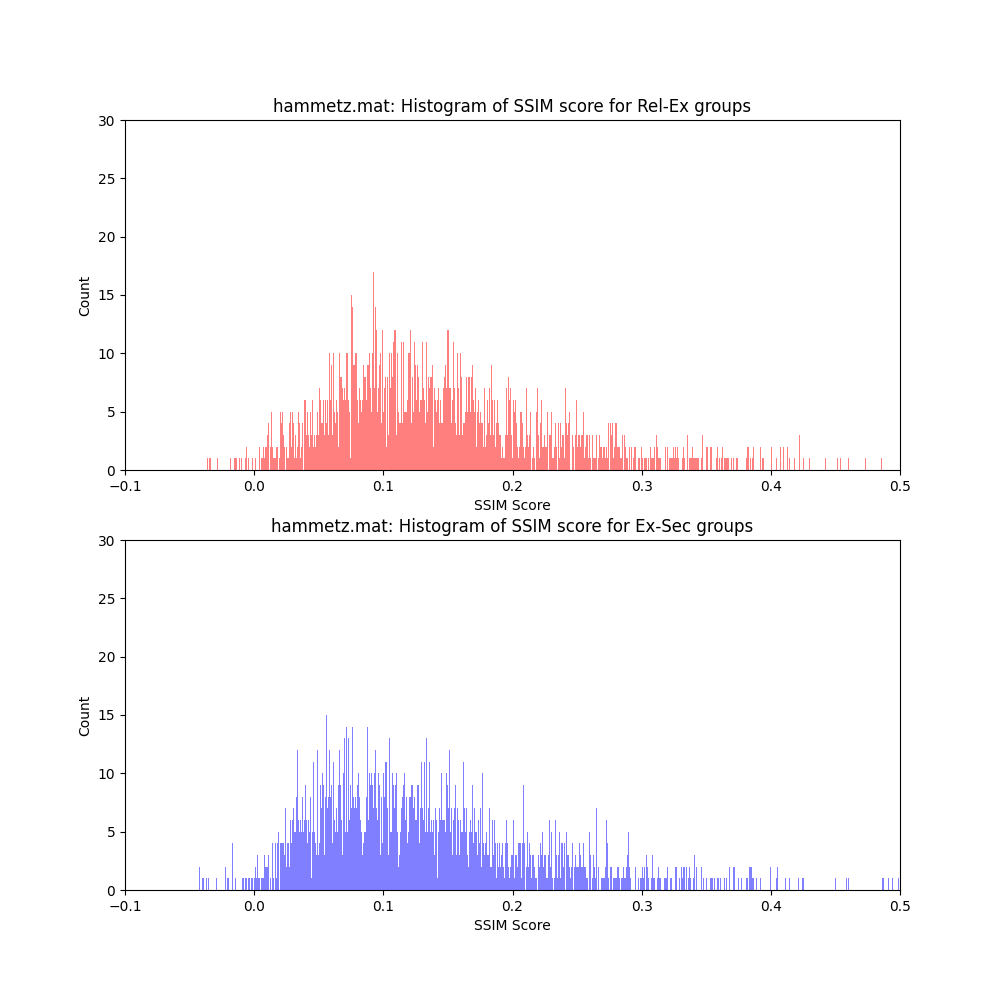 hammetz.mat: Histogram of SSIM score for Rel-Ex groups
30
25
20
15
10
5
0
Count
−0.1 0.0 0.1 0.2 0.3 0.4 0.5
SSIM Score
hammetz.mat: Histogram of SSIM score for Ex-Sec groups
30
25
20
15
10
5
0
Count
−0.1 0.0 0.1 0.2 0.3 0.4 0.5
SSIM Score